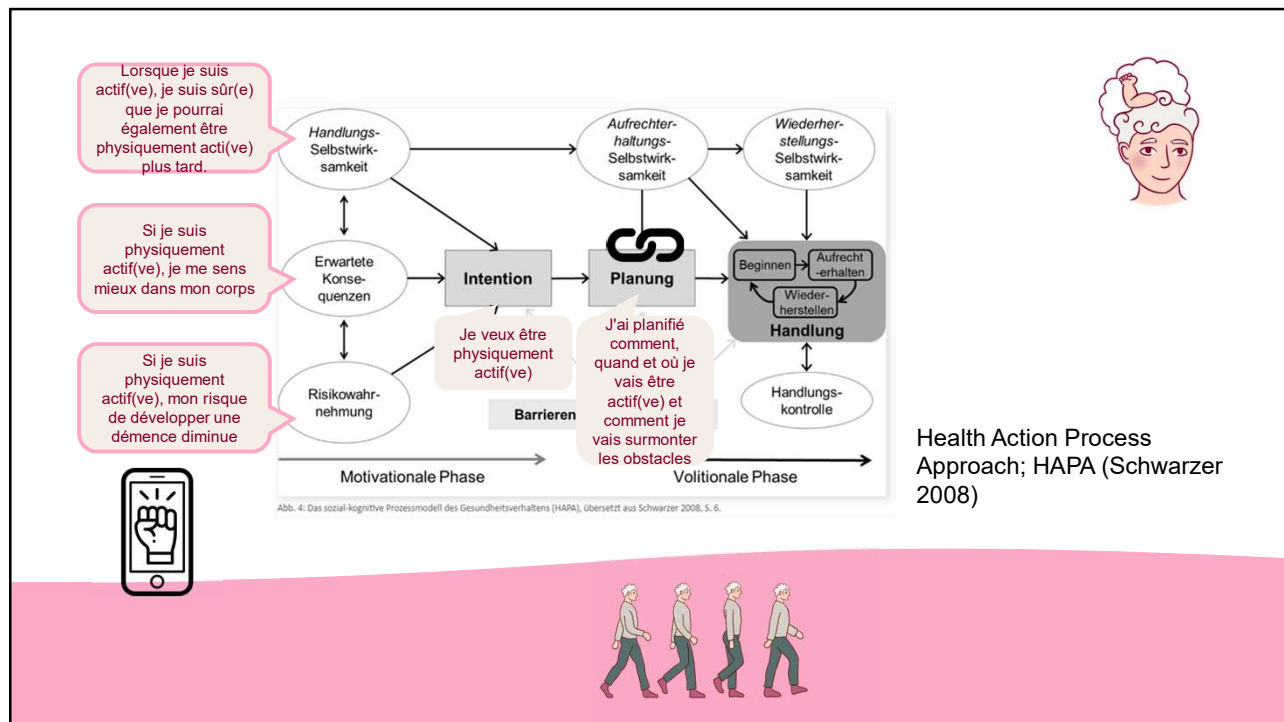 Lorsque je suis
actif(ve), je suis sûr(e)
que je pourrai
également être
physiquement acti(ve)
plus tard.
Si je suis
physiquement
actif(ve), je me sens
mieux dans mon corps
Si je suis
physiquement
actif(ve), mon risque
de développer une
démence diminue
Handlungs-
Selbstwirk-
samkeit
Aufrechter-
haltungs-
Selbstwirk-
samkeit
Wiederher-
stellungs-
Selbstwirk-
samkeit
Erwartete
Konse-
quenzen
Intention
Planung
Beginnen
Aufrecht
-erhalten
Wieder-
herstellen
Handlung
Je veux être
physiquement
actif(ve)
J'ai planifié
comment,
quand et où je
vais être
actif(ve) et
comment je
vais surmonter
les obstacles
Risikowahr-
nehmung
Barrieren
Handlungs-
kontrolle
Motivationale Phase
Volitionale Phase
Abb. 4: Das sozial-kognitive Prozessmodell des Gesundheitsverhaltens (HAPA), übersetzt aus Schwarzer 2008, S. 6.
Health Action Process
Approach; HAPA (Schwarzer
2008)